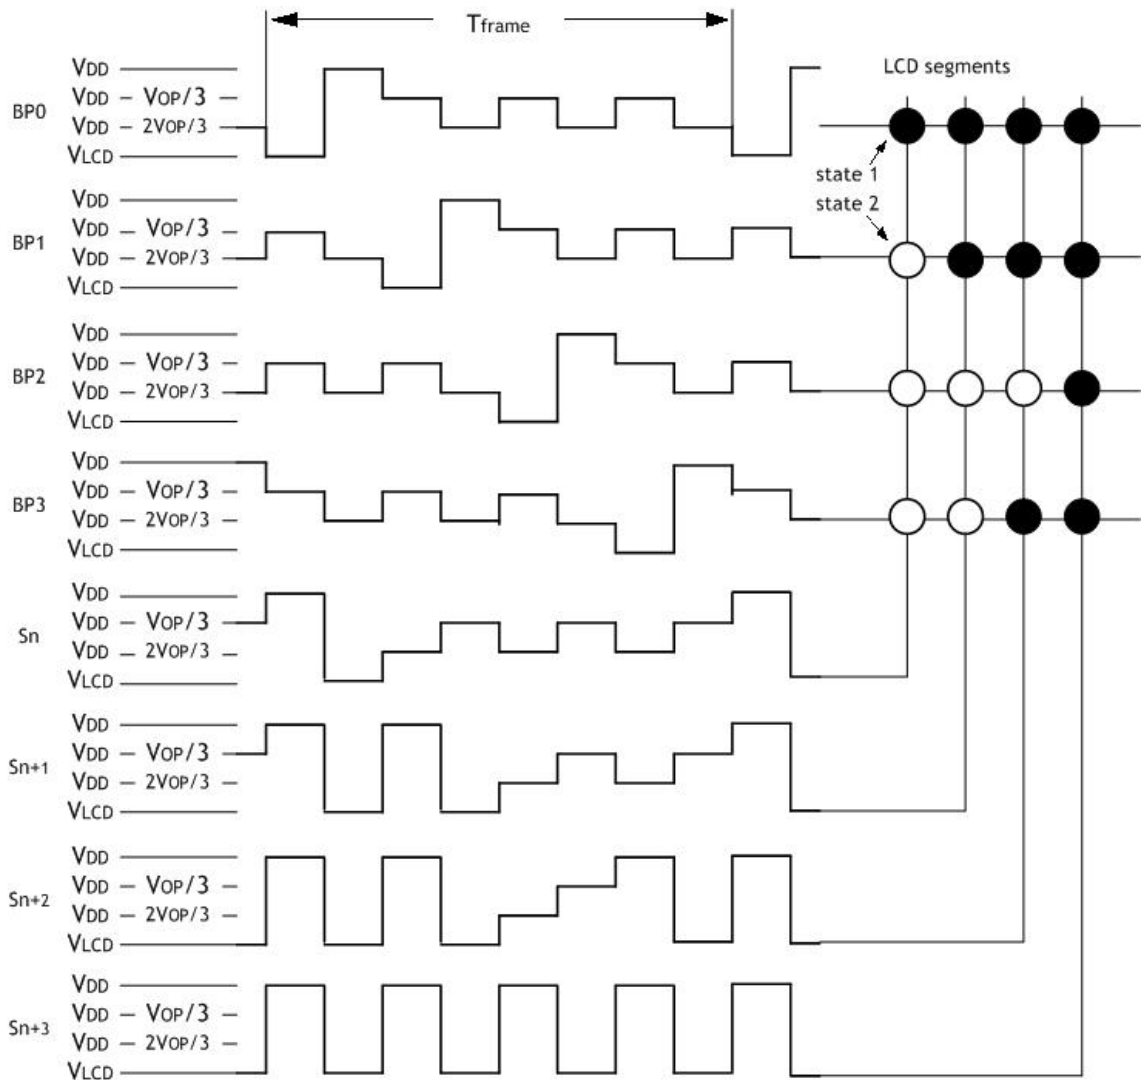 Tframe
LCD segments
state 1
state 2
BP0
VDD
VDD - VOP/3
VDD - 2VOP/3
VLCD
BP1
VDD
VDD - VOP/3
VDD - 2VOP/3
VLCD
BP2
VDD
VDD - VOP/3
VDD - 2VOP/3
VLCD
BP3
VDD
VDD - VOP/3
VDD - 2VOP/3
VLCD
Sn
VDD
VDD - VOP/3
VDD - 2VOP/3
VLCD
Sn+1
VDD
VDD - VOP/3
VDD - 2VOP/3
VLCD
Sn+2
VDD
VDD - VOP/3
VDD - 2VOP/3
VLCD
Sn+3
VDD
VDD - VOP/3
VDD - 2VOP/3
VLCD